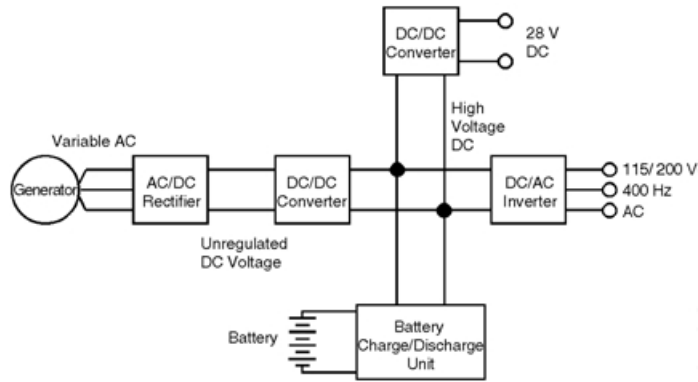 DC/DC
Converter
28 V
DC
High
Voltage
DC
Variable AC
Generator
AC/DC
Rectifier
DC/DC
Converter
DC/AC
Inverter
115/200 V
400 Hz
AC
Unregulated
DC Voltage
Battery
Battery
Charge/Discharge
Unit